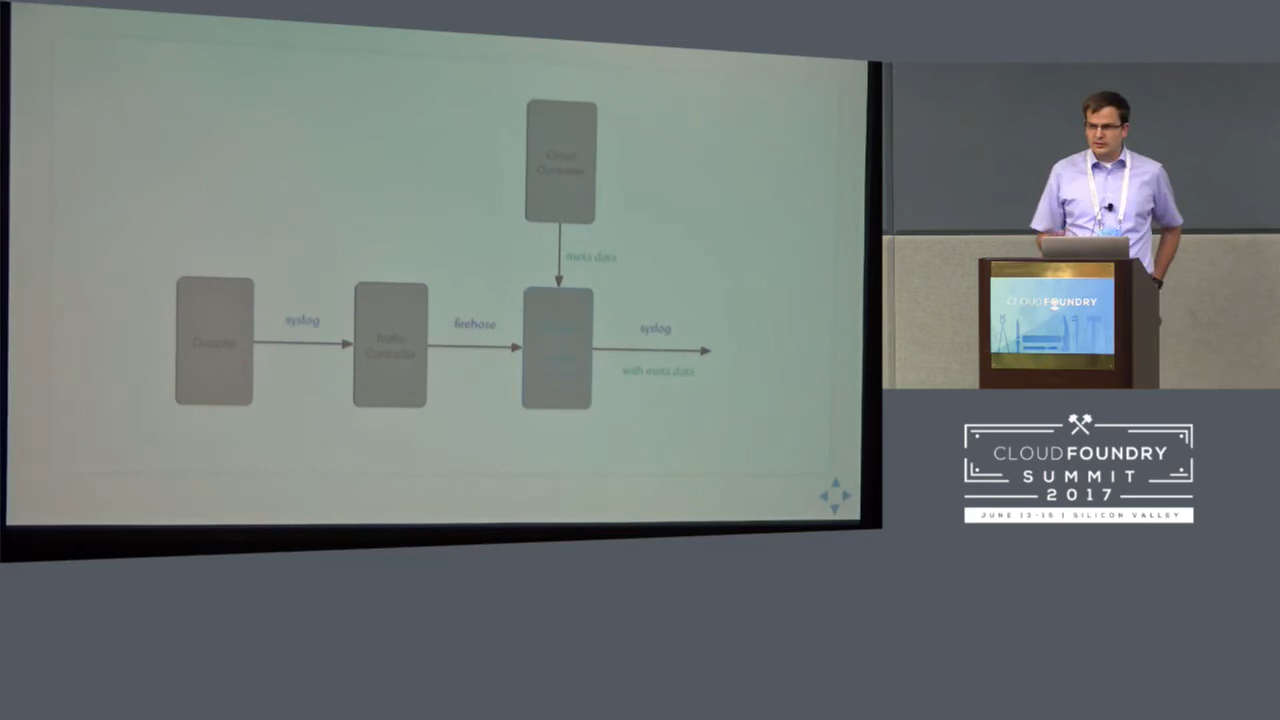 Cloud
Controller
meta data
syslog
firehose
syslog
Doppler
Traffic
Controller
with meta data
CLOUD FOUNDRY
CLOUD FOUNDRY
SUMMIT
2017
JUNE 13-15 | SILICON VALLEY